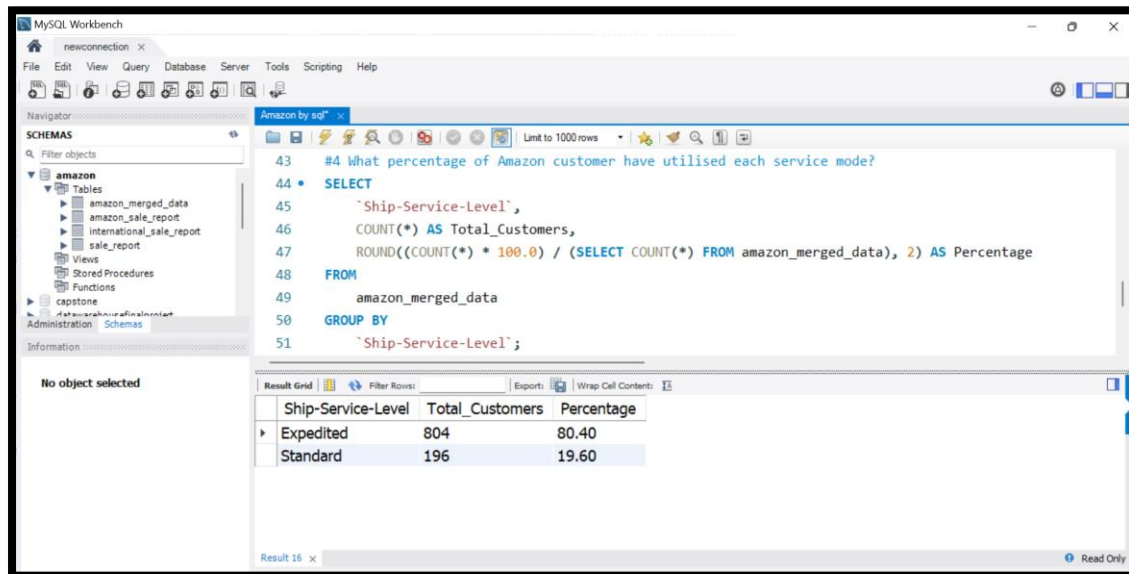 MySQL Workbench
newconnection ×
File Edit View Query Database Server Tools Scripting Help
Navigator
SCHEMAS
Filter objects
amazon
Tables
amazon_merged_data
amazon_sale_report
international_sale_report
sale_report
Views
Stored Procedures
Functions
capstone
datawarehousefinalproject
Administration Schemas
Information
No object selected
Amazon by sql* ×
Limit to 1000 rows
43 #4 What percentage of Amazon customer have utilised each service mode?
44 SELECT
45 `Ship-Service-Level`,
46 COUNT(*) AS Total_Customers,
47 ROUND((COUNT(*) * 100.0) / (SELECT COUNT(*) FROM amazon_merged_data), 2) AS Percentage
48 FROM
49 amazon_merged_data
50 GROUP BY
51 `Ship-Service-Level`;
Result Grid Filter Rows: Export: Wrap Cell Content:
Ship-Service-Level Total_Customers Percentage
Expedited 804 80.40
Standard 196 19.60
Result 16 ×
Read Only